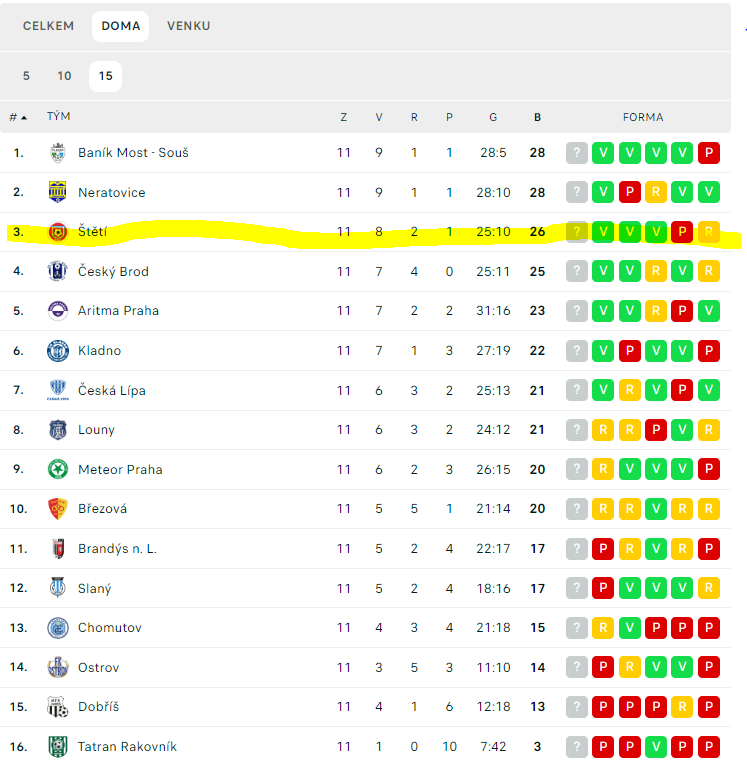 CELKEM DOMA VENKU
5 10 15
# TÝM Z V R P G B FORMA
1. Baník Most - Souš 11 9 1 1 28:5 28 ? V V V V P
2. Neratovice 11 9 1 1 28:10 28 ? V P R V V
3. Štětí 11 8 2 1 25:10 26 ? V V V P R
4. Český Brod 11 7 4 0 25:11 25 ? V V R V R
5. Aritma Praha 11 7 2 2 31:16 23 ? V V R P V
6. Kladno 11 7 1 3 27:19 22 ? V P V V P
7. Česká Lípa 11 6 3 2 25:13 21 ? V R V P V
8. Louny 11 6 3 2 24:12 21 ? R R P V R
9. Meteor Praha 11 6 2 3 26:15 20 ? R V V V P
10. Březová 11 5 5 1 21:14 20 ? R R V R R
11. Brandýs n. L. 11 5 2 4 22:17 17 ? P R V R P
12. Slaný 11 5 2 4 18:16 17 ? P V V V R
13. Chomutov 11 4 3 4 21:18 15 ? R V P P P
14. Ostrov 11 3 5 3 11:10 14 ? P R V V P
15. Dobříš 11 4 1 6 12:18 13 ? P P P R P
16. Tatran Rakovník 11 1 0 10 7:42 3 ? P P V P P